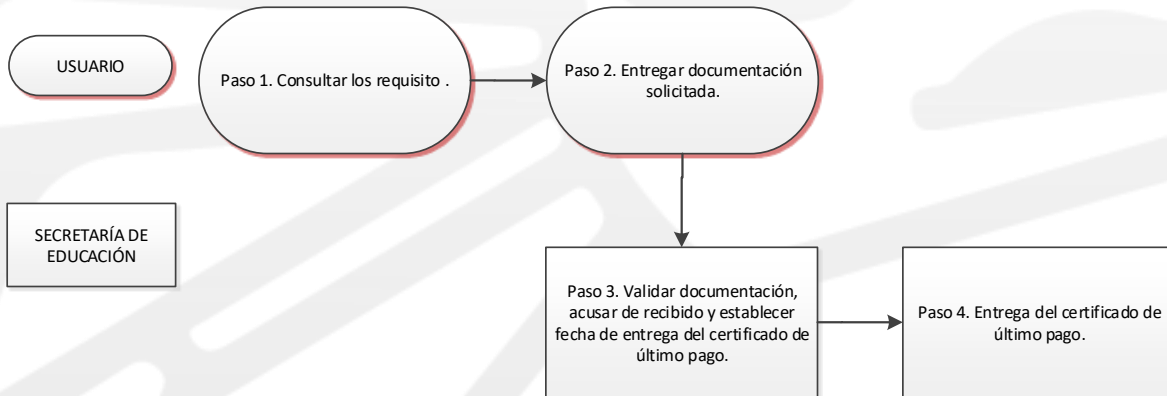 USUARIO
Paso 1. Consultar los requisito .
Paso 2. Entregar documentación
solicitada.
SECRETARÍA DE
EDUCACIÓN
Paso 3. Validar documentación,
acusar de recibido y establecer
fecha de entrega del certificado de
último pago.
Paso 4. Entrega del certificado de
último pago.